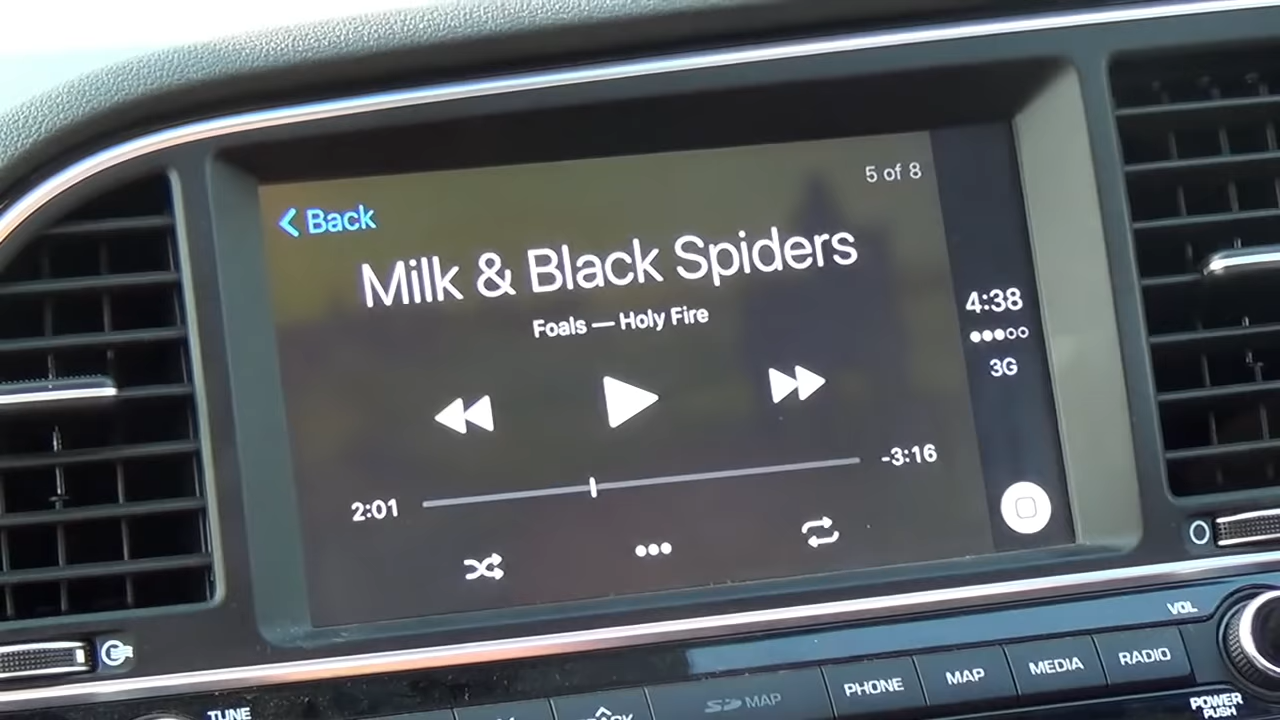 5 of 8
Back
Milk & Black Spiders
Foals — Holy Fire
4:38
3G
2:01
-3:16
VOL
PHONE
MAP
MEDIA
RADIO
SD MAP
POWER
PUSH
TUNE